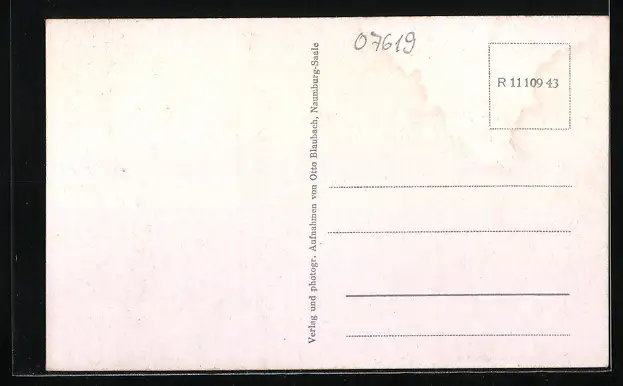 07619
R 11109 43
Verlag und photogr. Aufnahmen von Otto Blaubach, Naumburg-Saale